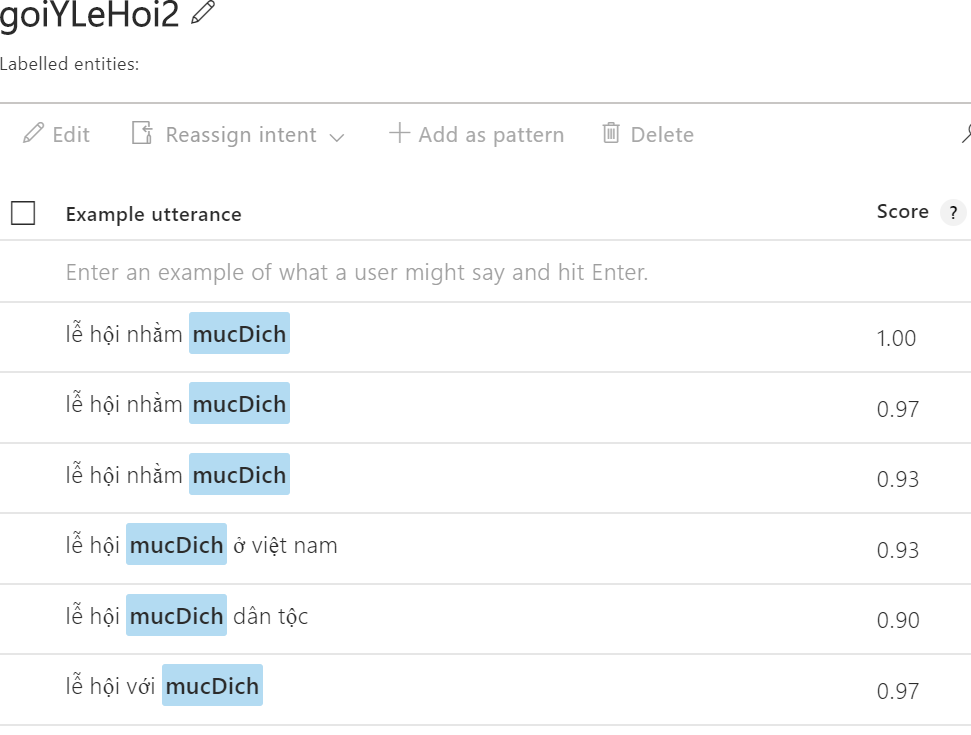 goiYLeHoi2
Labelled entities:
Edit Reassign intent Add as pattern Delete
Example utterance Score ?
Enter an example of what a user might say and hit Enter.
lễ hội nhằm mucDich 1.00
lễ hội nhằm mucDich 0.97
lễ hội nhằm mucDich 0.93
lễ hội mucDich ở việt nam 0.93
lễ hội mucDich dân tộc 0.90
lễ hội với mucDich 0.97